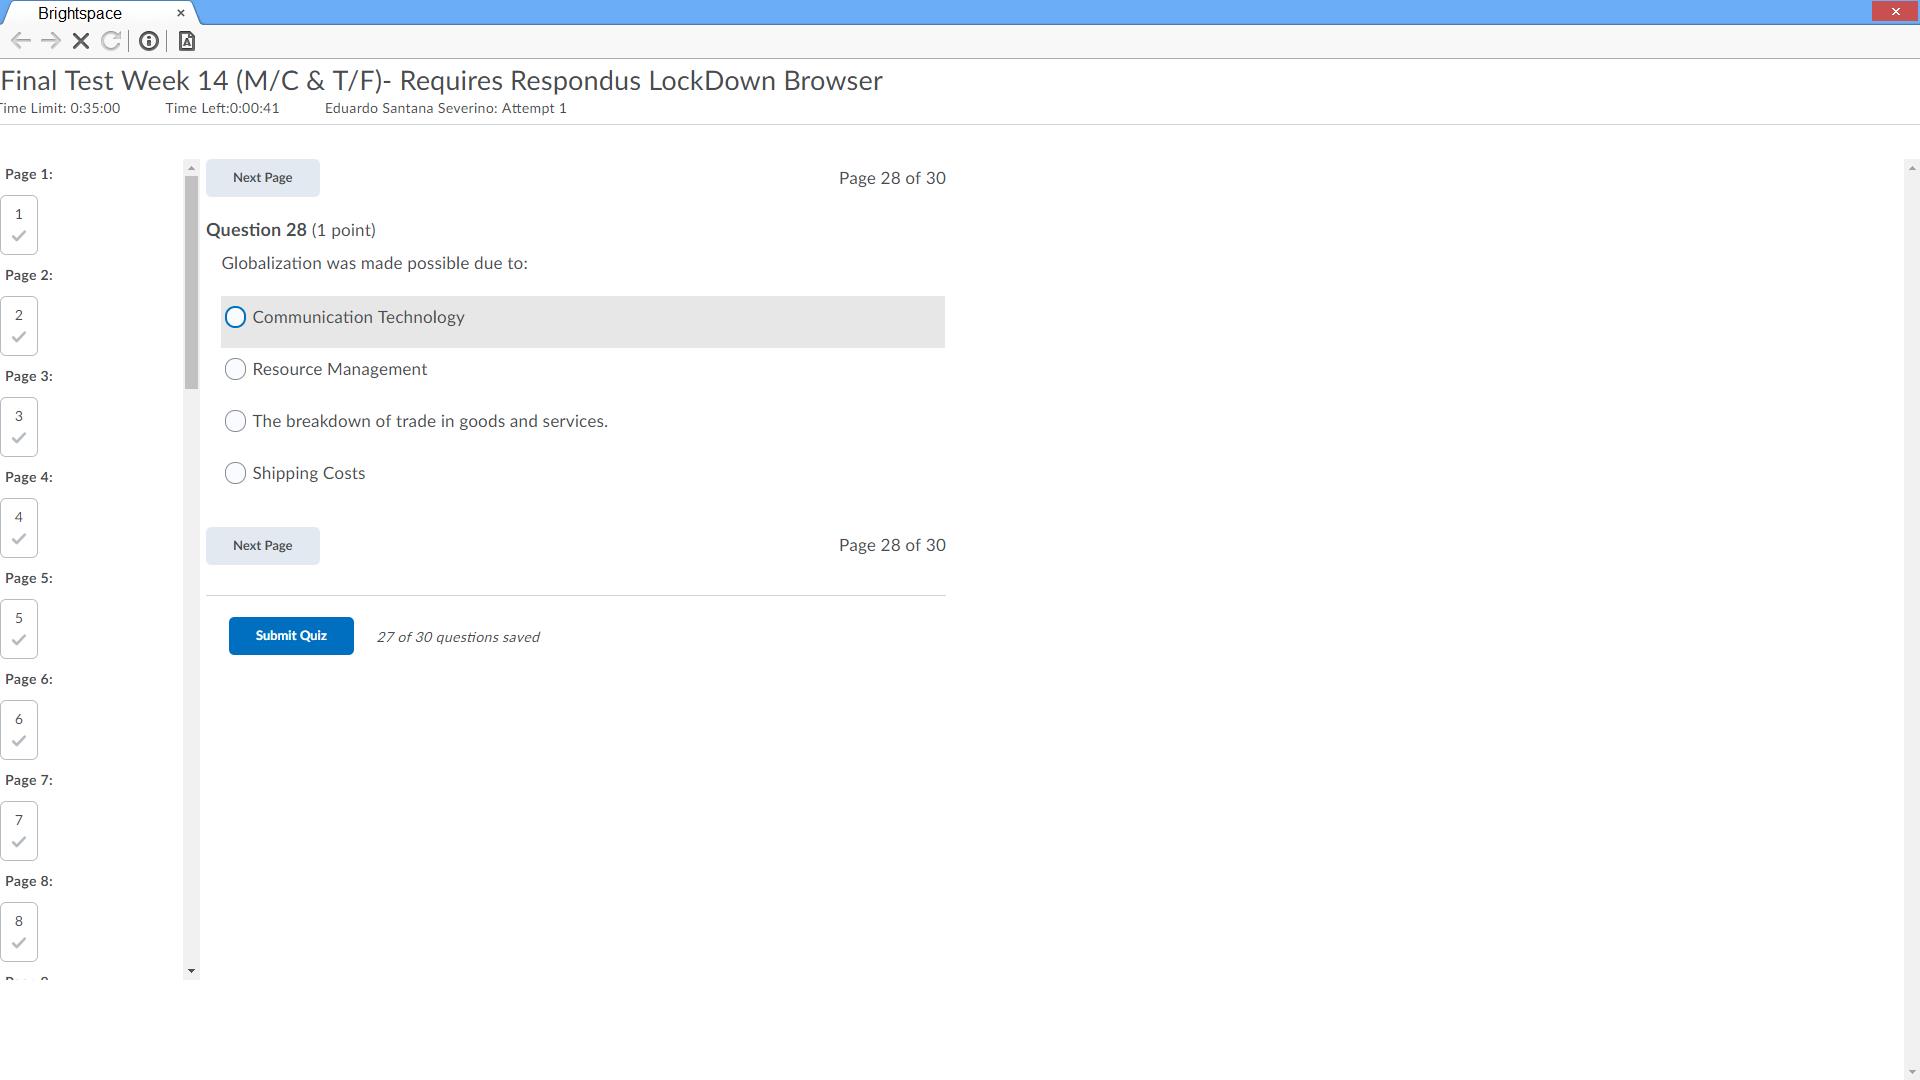 Brightspace
Final Test Week 14 (M/C & T/F)- Requires Respondus LockDown Browser
Time Limit: 0:35:00 Time Left:0:00:41 Eduardo Santana Severino: Attempt 1
Page 1:
1
Page 2:
2
Page 3:
3
Page 4:
4
Page 5:
5
Page 6:
6
Page 7:
7
Page 8:
8
Next Page Page 28 of 30
Question 28 (1 point)
Globalization was made possible due to:
Communication Technology
Resource Management
The breakdown of trade in goods and services.
Shipping Costs
Next Page Page 28 of 30
Submit Quiz 27 of 30 questions saved